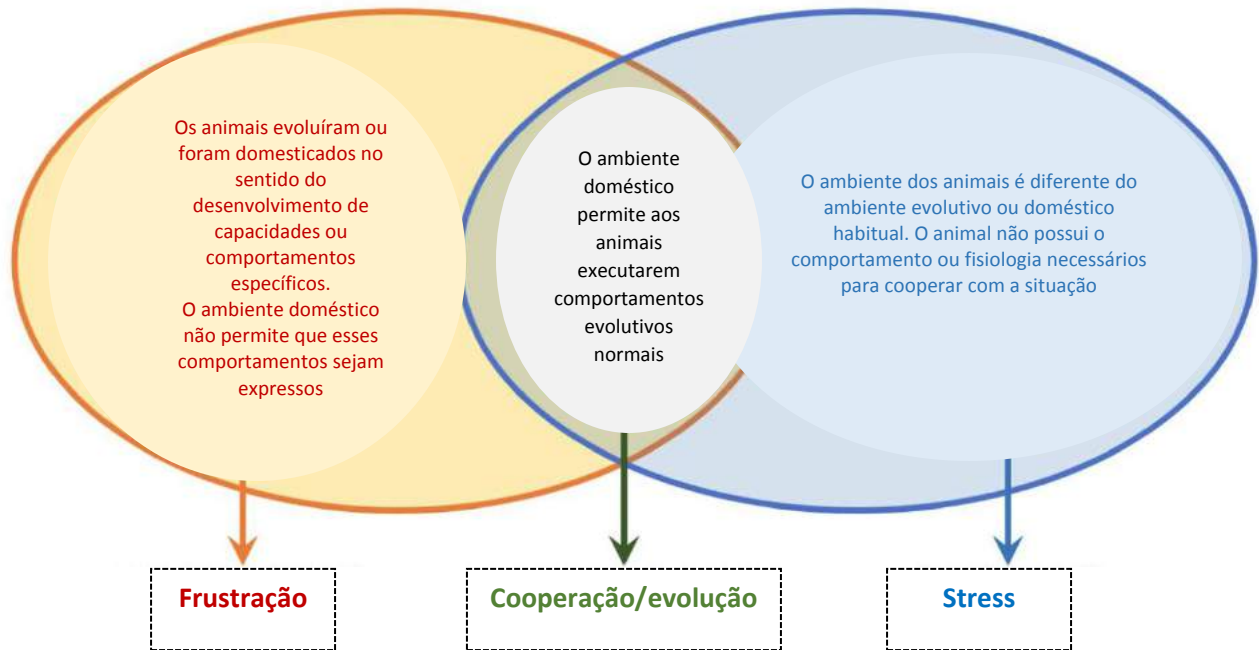 Os animais evoluíram ou
foram domesticados no
sentido do
desenvolvimento de
capacidades ou
comportamentos
específicos.
O ambiente doméstico
não permite que esses
comportamentos sejam
expressos
O ambiente
doméstico
permite aos
animais
executarem
comportamentos
evolutivos
normais
O ambiente dos animais é diferente do
ambiente evolutivo ou doméstico
habitual. O animal não possui o
comportamento ou fisiologia necessários
para cooperar com a situação
Frustração
Cooperação/evolução
Stress